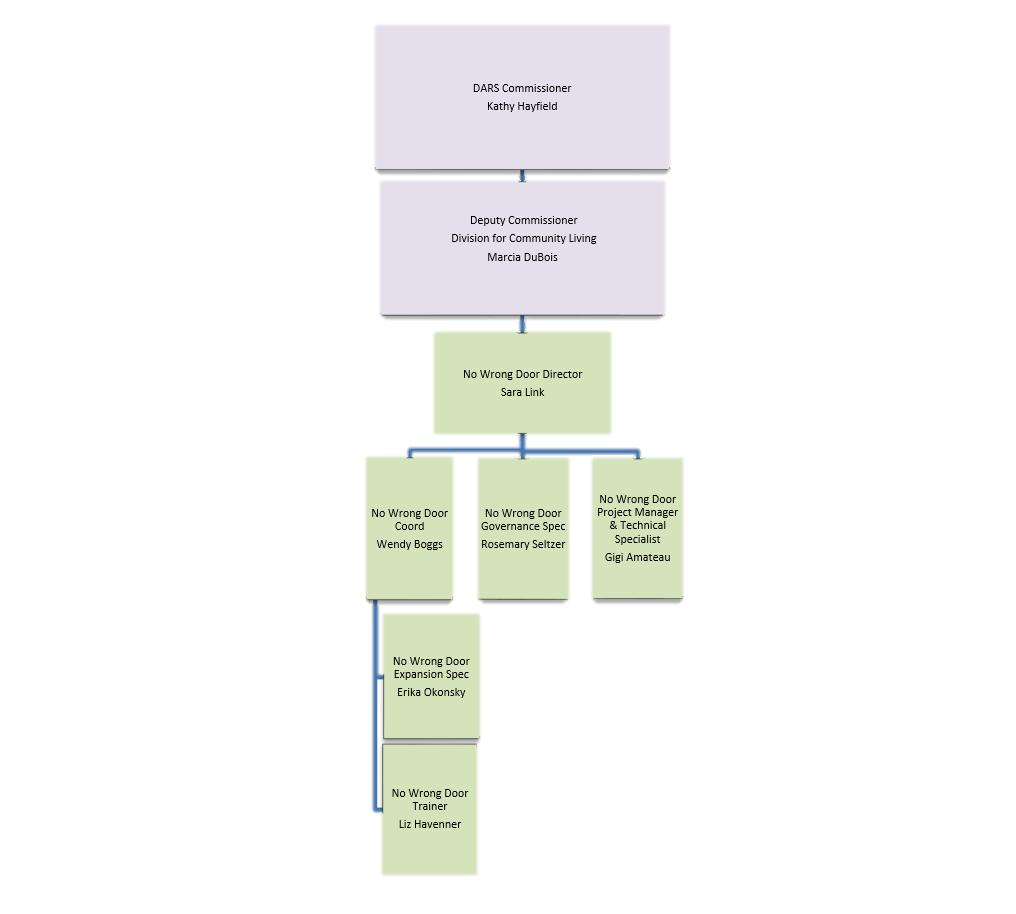 DARS Commissioner
Kathy Hayfield
Deputy Commissioner
Division for Community Living
Marcia DuBois
No Wrong Door Director
Sara Link
No Wrong Door
Coord
Wendy Boggs
No Wrong Door
Governance Spec
Rosemary Seltzer
No Wrong Door
Project Manager
& Technical
Specialist
Gigi Amateau
No Wrong Door
Expansion Spec
Erika Okonsky
No Wrong Door
Trainer
Liz Havenner